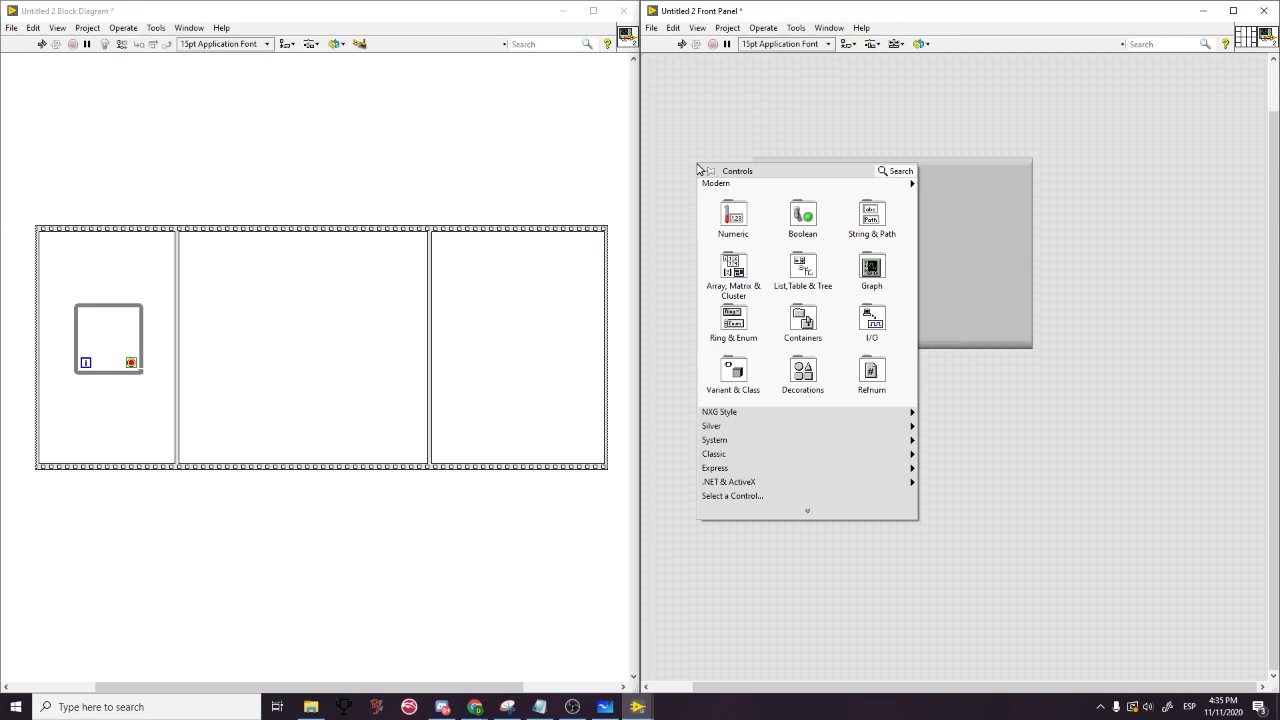 Untitled 2 Block Diagram *
File Edit View Project Operate Tools Window Help
15pt Application Font
Search
i
Untitled 2 Front Panel *
File Edit View Project Operate Tools Window Help
15pt Application Font
Search
Controls Search
Modern
Numeric Boolean String & Path
Array, Matrix & Cluster List,Table & Tree Graph
Ring & Enum Containers I/O
Variant & Class Decorations Refnum
NXG Style
Silver
System
Classic
Express
.NET & ActiveX
Select a Control...
Type here to search
ESP
4:35 PM
11/11/2020